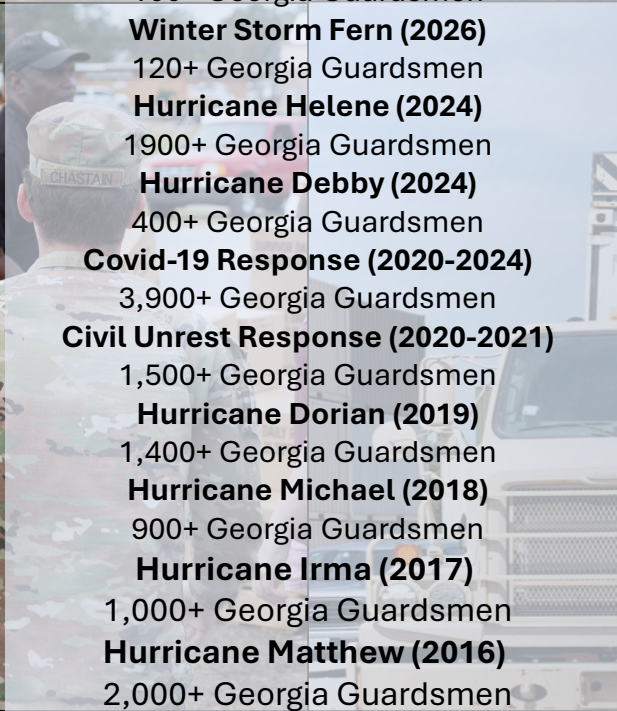 Georgia Guardsmen
Winter Storm Fern (2026)
120+ Georgia Guardsmen
Hurricane Helene (2024)
1900+ Georgia Guardsmen
CHASTAIN
Hurricane Debby (2024)
400+ Georgia Guardsmen
Covid-19 Response (2020-2024)
3,900+ Georgia Guardsmen
Civil Unrest Response (2020-2021)
1,500+ Georgia Guardsmen
Hurricane Dorian (2019)
1,400+ Georgia Guardsmen
Hurricane Michael (2018)
900+ Georgia Guardsmen
Hurricane Irma (2017)
1,000+ Georgia Guardsmen
Hurricane Matthew (2016)
2,000+ Georgia Guardsmen